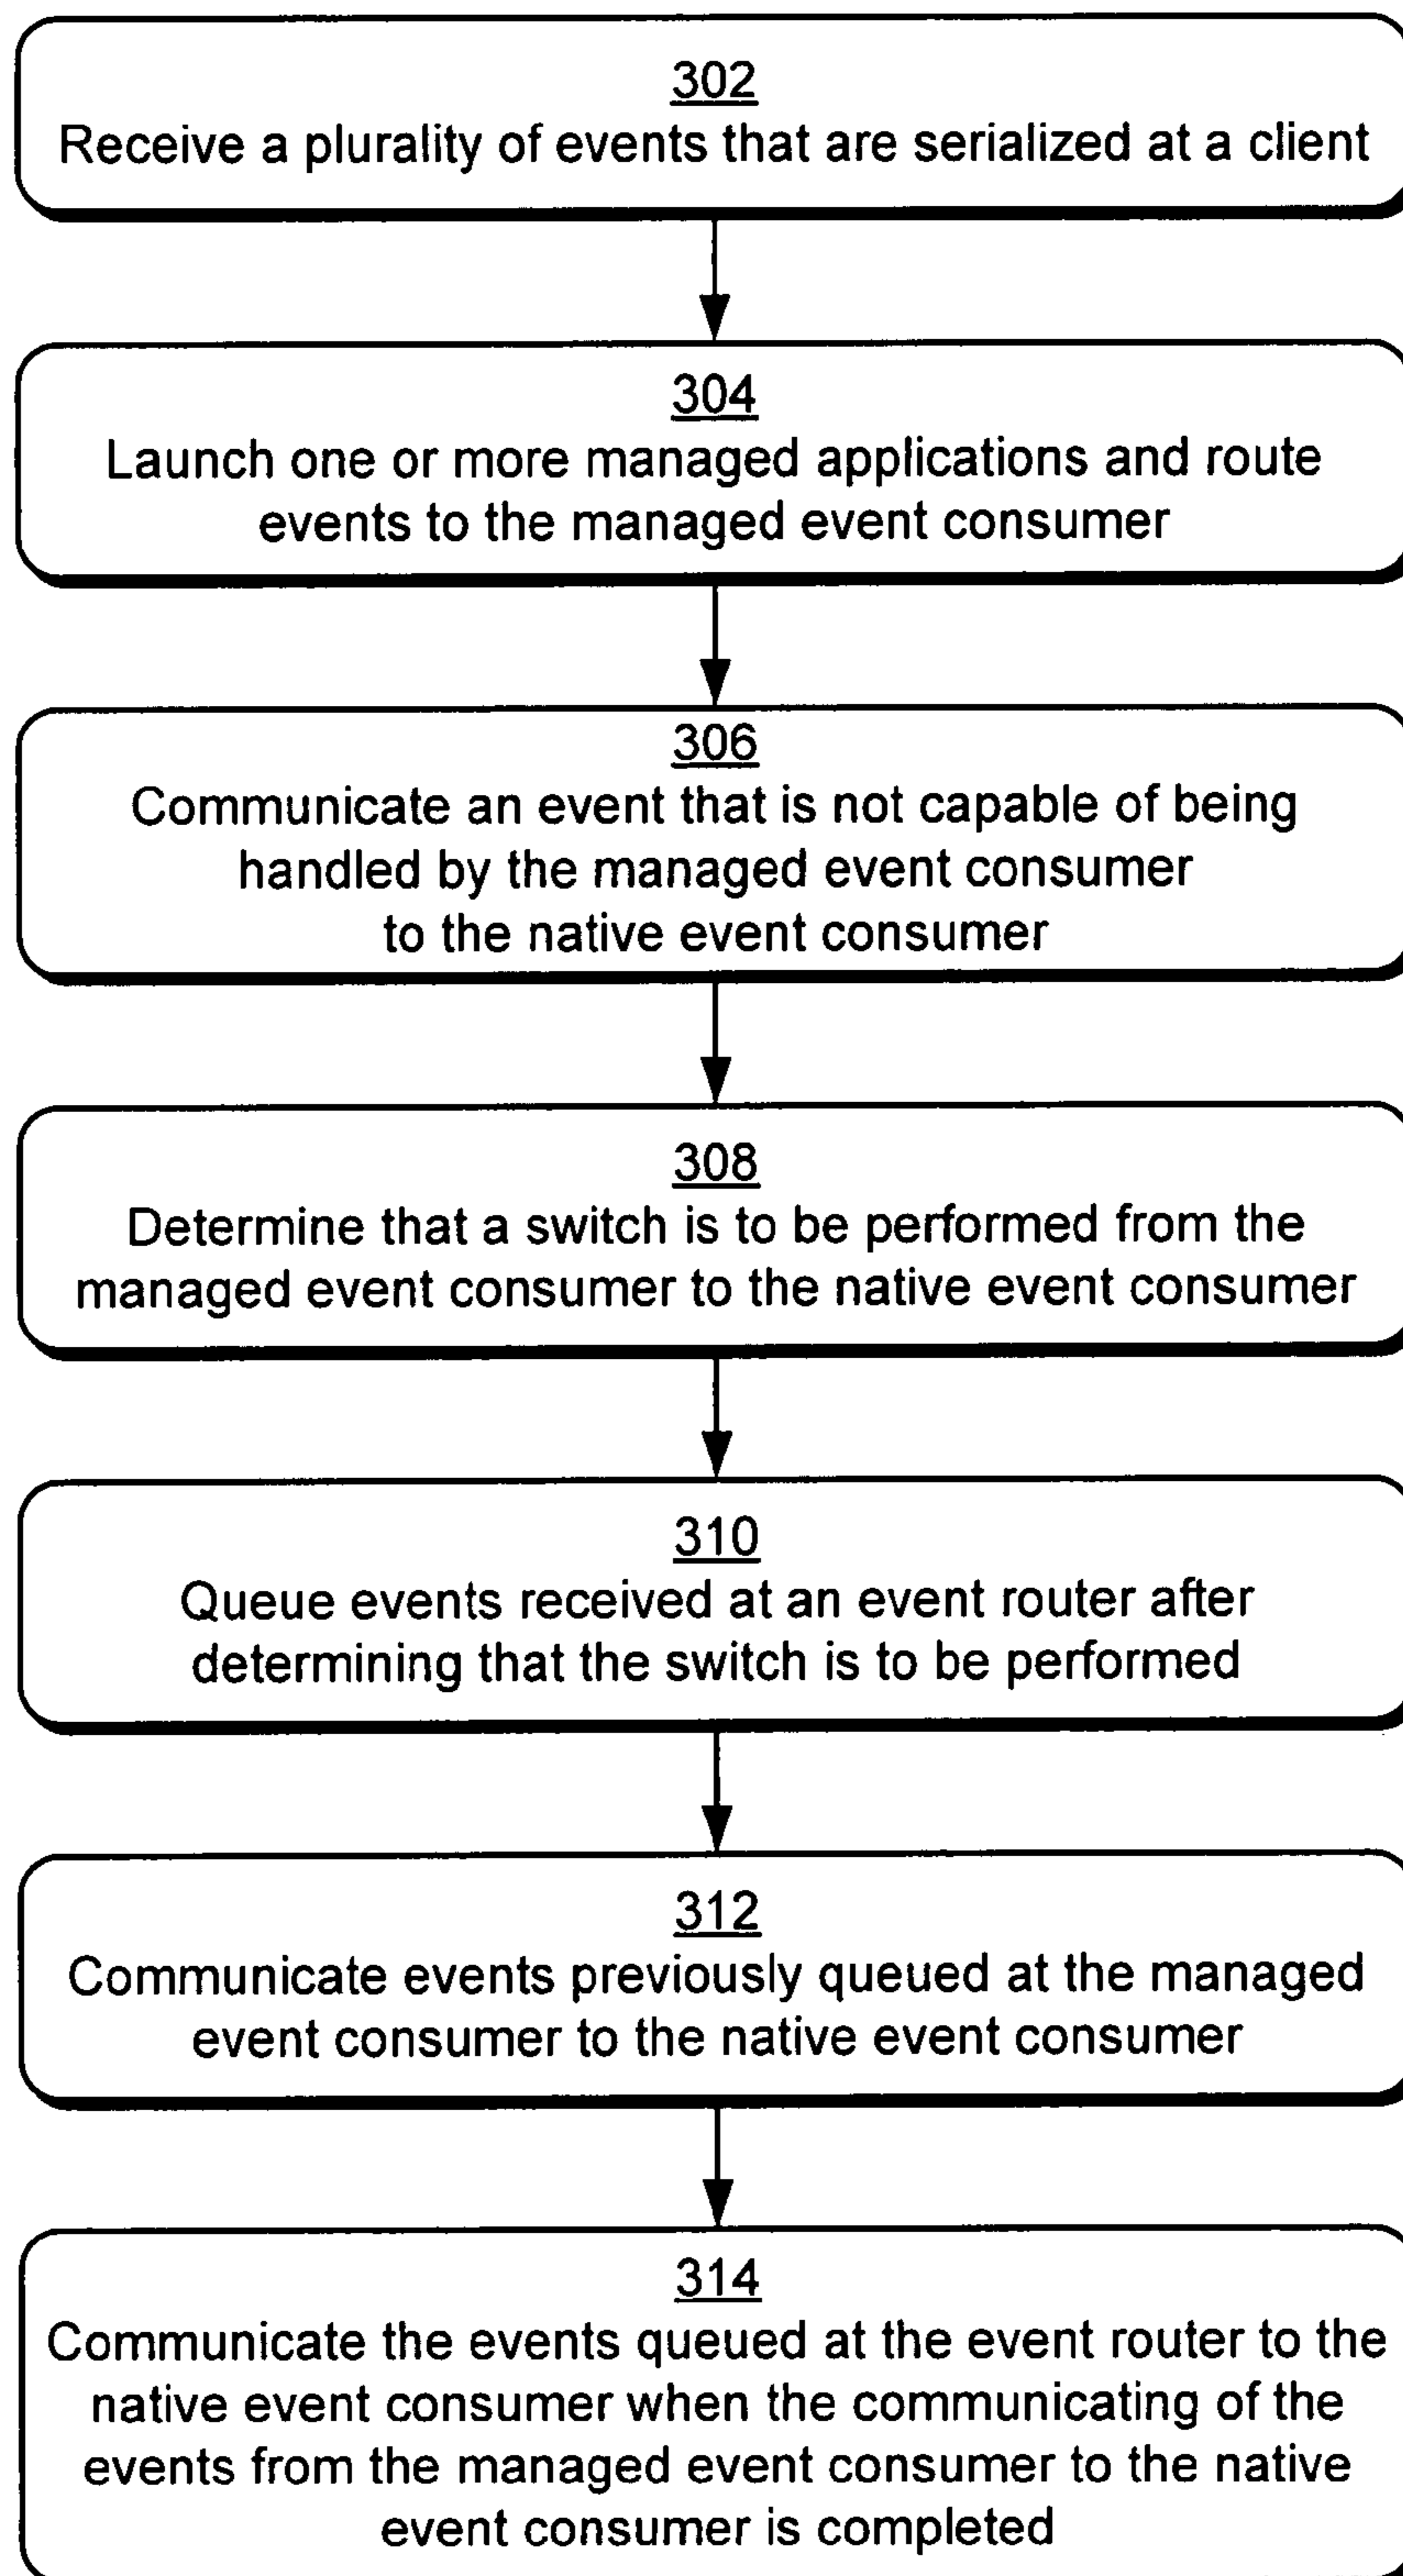 302
Receive a plurality of events that are serialized at a client
304
Launch one or more managed applications and route
events to the managed event consumer
306
Communicate an event that is not capable of being
handled by the managed event consumer
to the native event consumer
308
Determine that a switch is to be performed from the
managed event consumer to the native event consumer
310
Queue events received at an event router after
determining that the switch is to be performed
312
Communicate events previously queued at the managed
event consumer to the native event consumer
314
Communicate the events queued at the event router to the
native event consumer when the communicating of the
events from the managed event consumer to the native
event consumer is completed